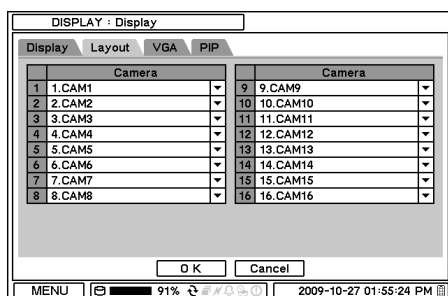 DISPLAY : Display
Display Layout VGA PIP
Camera Camera
1 1.CAM1 9 9.CAM9
2 2.CAM2 10 10.CAM10
3 3.CAM3 11 11.CAM11
4 4.CAM4 12 12.CAM12
5 5.CAM5 13 13.CAM13
6 6.CAM6 14 14.CAM14
7 7.CAM7 15 15.CAM15
8 8.CAM8 16 16.CAM16
OK Cancel
MENU 91% 2009-10-27 01:55:24 PM